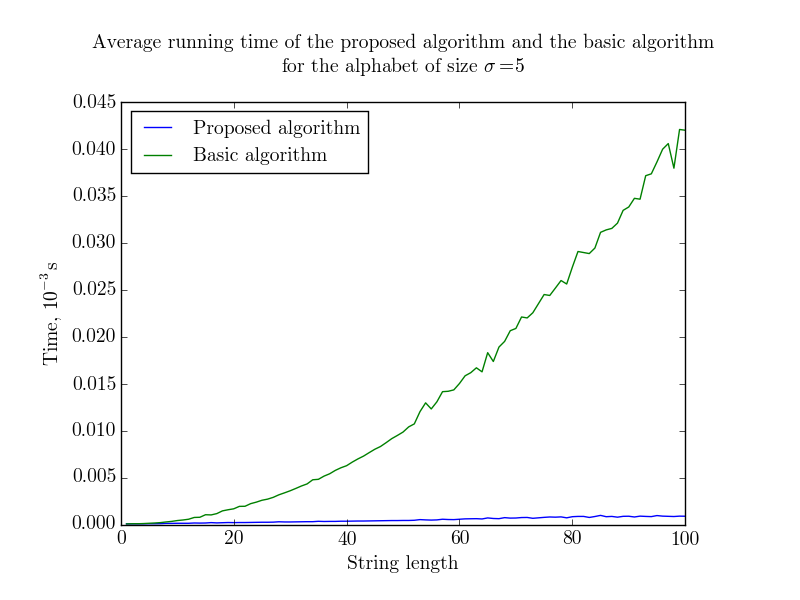 Average running time of the proposed algorithm and the basic algorithm
for the alphabet of size σ=5
0.045
Proposed algorithm
Basic algorithm
0.040
0.035
0.030
0.025
0.020
0.015
0.010
0.005
0.000
Time, 10⁻³ s
0 20 40 60 80 100
String length